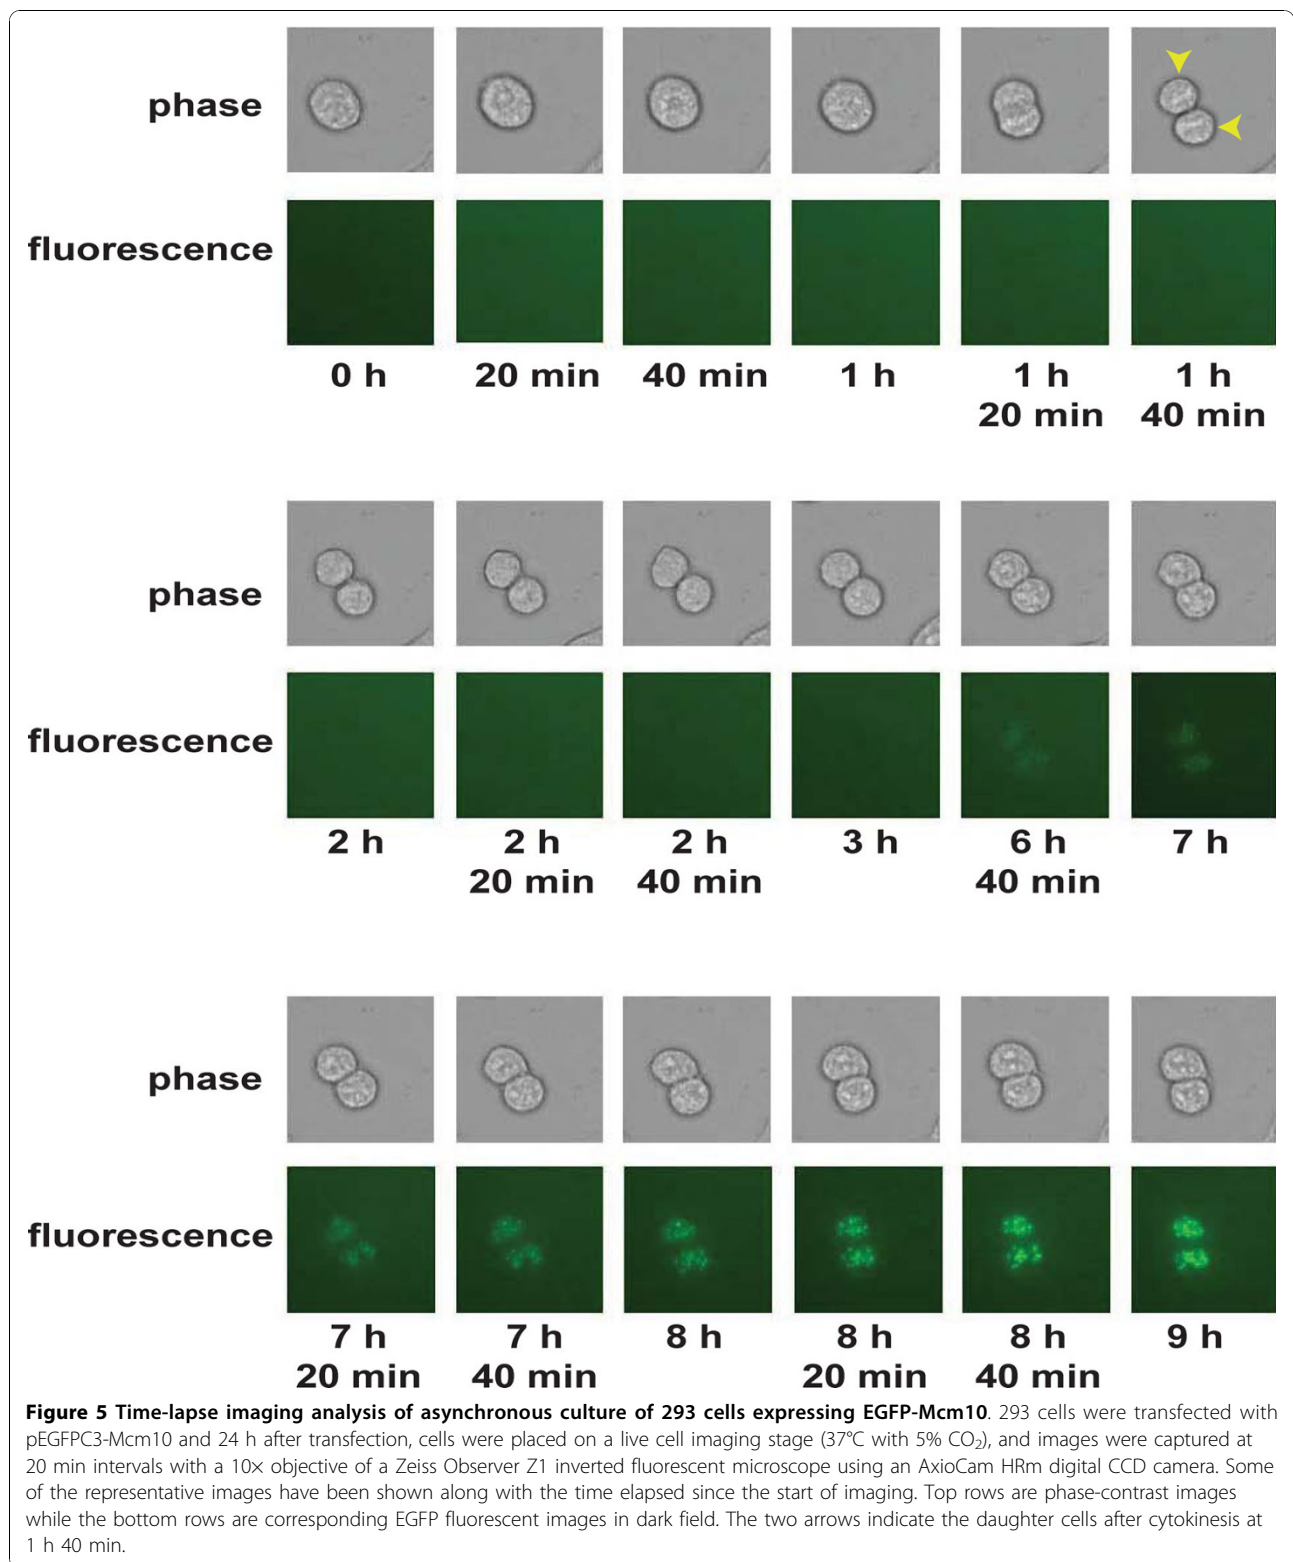 phase
fluorescence
0 h 20 min 40 min 1 h 1 h 1 h
20 min 40 min
phase
fluorescence
2 h 2 h 2 h 3 h 6 h 7 h
20 min 40 min 40 min
phase
fluorescence
7 h 7 h 8 h 8 h 8 h 9 h
20 min 40 min 20 min 40 min
Figure 5 Time-lapse imaging analysis of asynchronous culture of 293 cells expressing EGFP-Mcm10. 293 cells were transfected with
pEGFPC3-Mcm10 and 24 h after transfection, cells were placed on a live cell imaging stage (37°C with 5% CO₂), and images were captured at
20 min intervals with a 10× objective of a Zeiss Observer Z1 inverted fluorescent microscope using an AxioCam HRm digital CCD camera. Some
of the representative images have been shown along with the time elapsed since the start of imaging. Top rows are phase-contrast images
while the bottom rows are corresponding EGFP fluorescent images in dark field. The two arrows indicate the daughter cells after cytokinesis at
1 h 40 min.